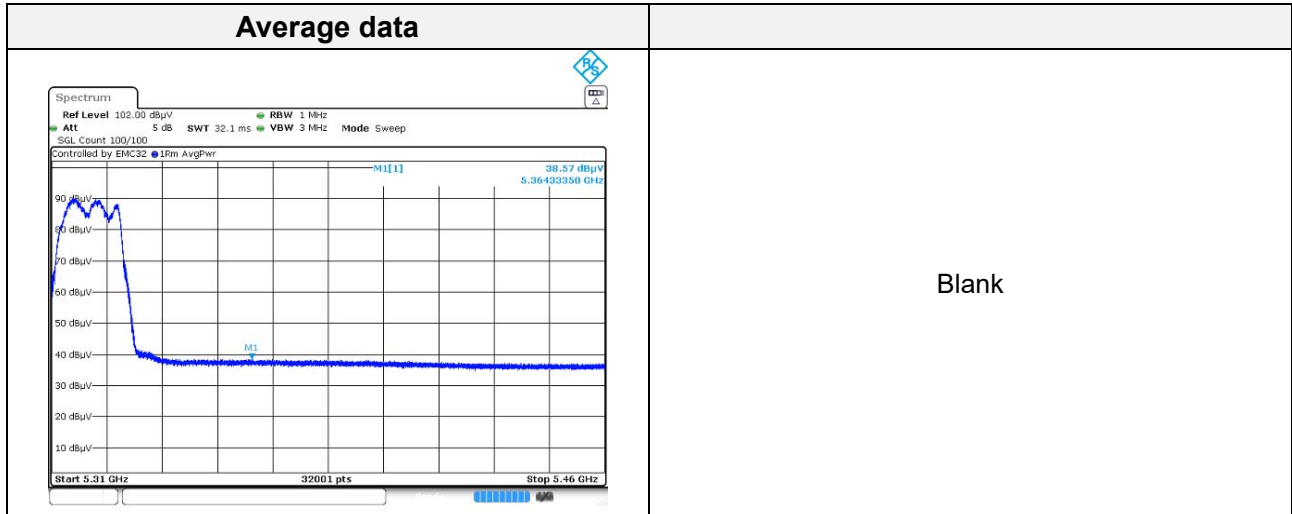 Average data
R&S
Spectrum
Ref Level 102.00 dBµV RBW 1 MHz
Att 5 dB SWT 32.1 ms VBW 3 MHz Mode Sweep
SGL Count 100/100
Controlled by EMC32 1Rm AvgPwr
M1[1] 38.57 dBµV
5.36433350 GHz
90 dBµV
80 dBµV
70 dBµV
60 dBµV
50 dBµV
M1
40 dBµV
30 dBµV
20 dBµV
10 dBµV
Start 5.31 GHz 32001 pts Stop 5.46 GHz
Blank